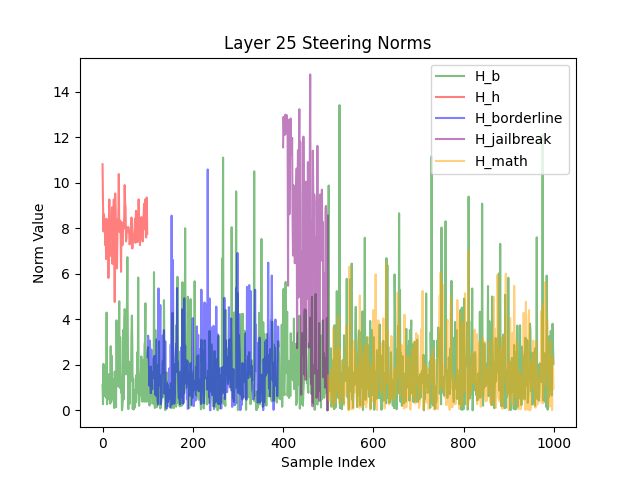 Layer 25 Steering Norms
H_b
H_h
H_borderline
H_jailbreak
H_math
Norm Value
14
12
10
8
6
4
2
0
0
200
400
600
800
1000
Sample Index